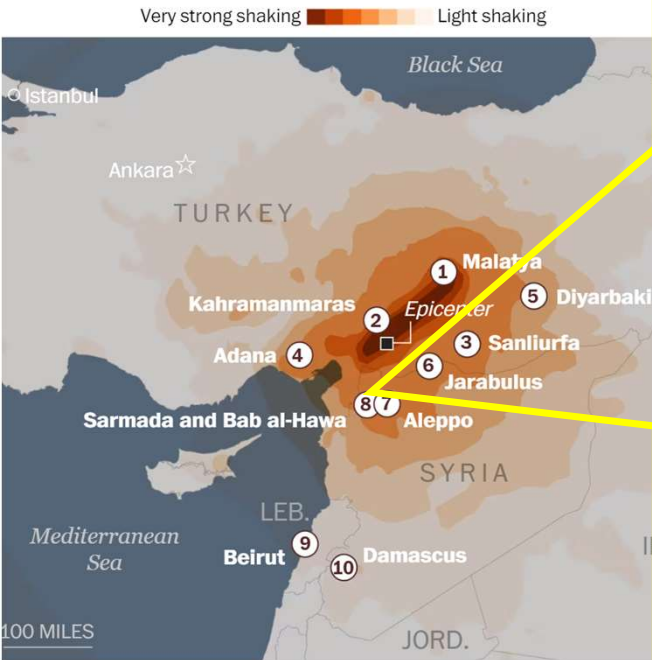 Very strong shaking Light shaking
Black Sea
Istanbul
Ankara
TURKEY
1 Malatya
5 Diyarbaki
Kahramanmaras 2
Epicenter
3 Sanliurfa
Adana 4
6 Jarabulus
8 7
Sarmada and Bab al-Hawa Aleppo
SYRIA
LEB.
Mediterranean
Sea
9
Beirut
10 Damascus
100 MILES
JORD.